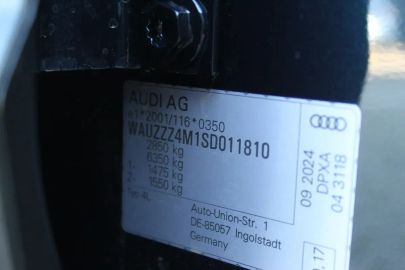 AUDI AG
e1*2001/116*0350
WAUZZZ4M1SD011810
2850 kg
6350 kg
1- 1475 kg
2- 1550 kg
Typ 4L
Auto-Union-Str. 1
DE-85057 Ingolstadt
Germany
09 2024
DPXA
04 3118